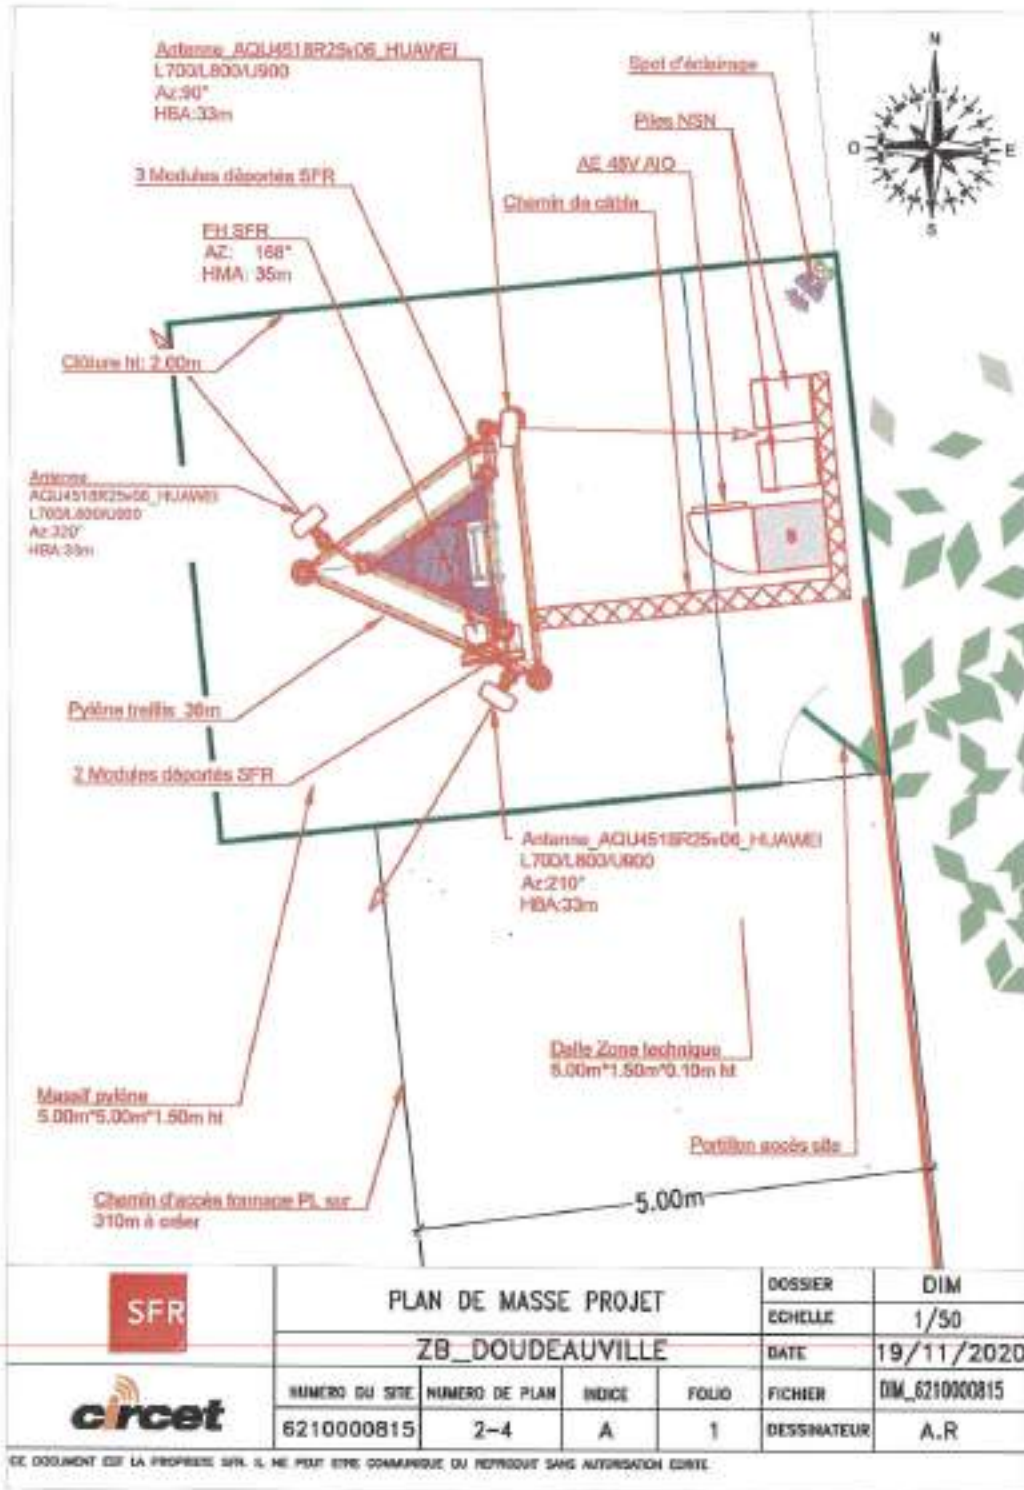 Antenne_AQU4518R25v06_HUAWEI
L700/L800/U900
Az:90°
HBA:33m
Spot d'éclairage
Piles NSN
AE 48V AIO
Chemin de câble
3 Modules déportés SFR
FH SFR
AZ: 168°
HMA: 35m
N
O
E
S
Clôture ht: 2.00m
Antenne
AQU4518R25v06_HUAWEI
L700/L800/U900
Az:320°
HBA:33m
Pylône treillis 36m
2 Modules déportés SFR
Antenne_AQU4518R25v06_HUAWEI
L700/L800/U900
Az:210°
HBA:33m
Dalle Zone technique
5.00m*1.50m*0.10m ht
Massif pylône
5.00m*5.00m*1.50m ht
Portillon accès site
Chemin d'accès tonnage PL sur
310m à créer
5.00m
SFR
PLAN DE MASSE PROJET
DOSSIER
DIM
ECHELLE
1/50
ZB_DOUDEAUVILLE
DATE
19/11/2020
circet
NUMERO DU SITE
NUMERO DE PLAN
INDICE
FOLIO
FICHIER
DIM_6210000815
6210000815
2-4
A
1
DESSINATEUR
A.R
CE DOCUMENT EST LA PROPRIETE SFR. IL NE PEUT ETRE COMMUNIQUE OU REPRODUIT SANS AUTORISATION ECRITE